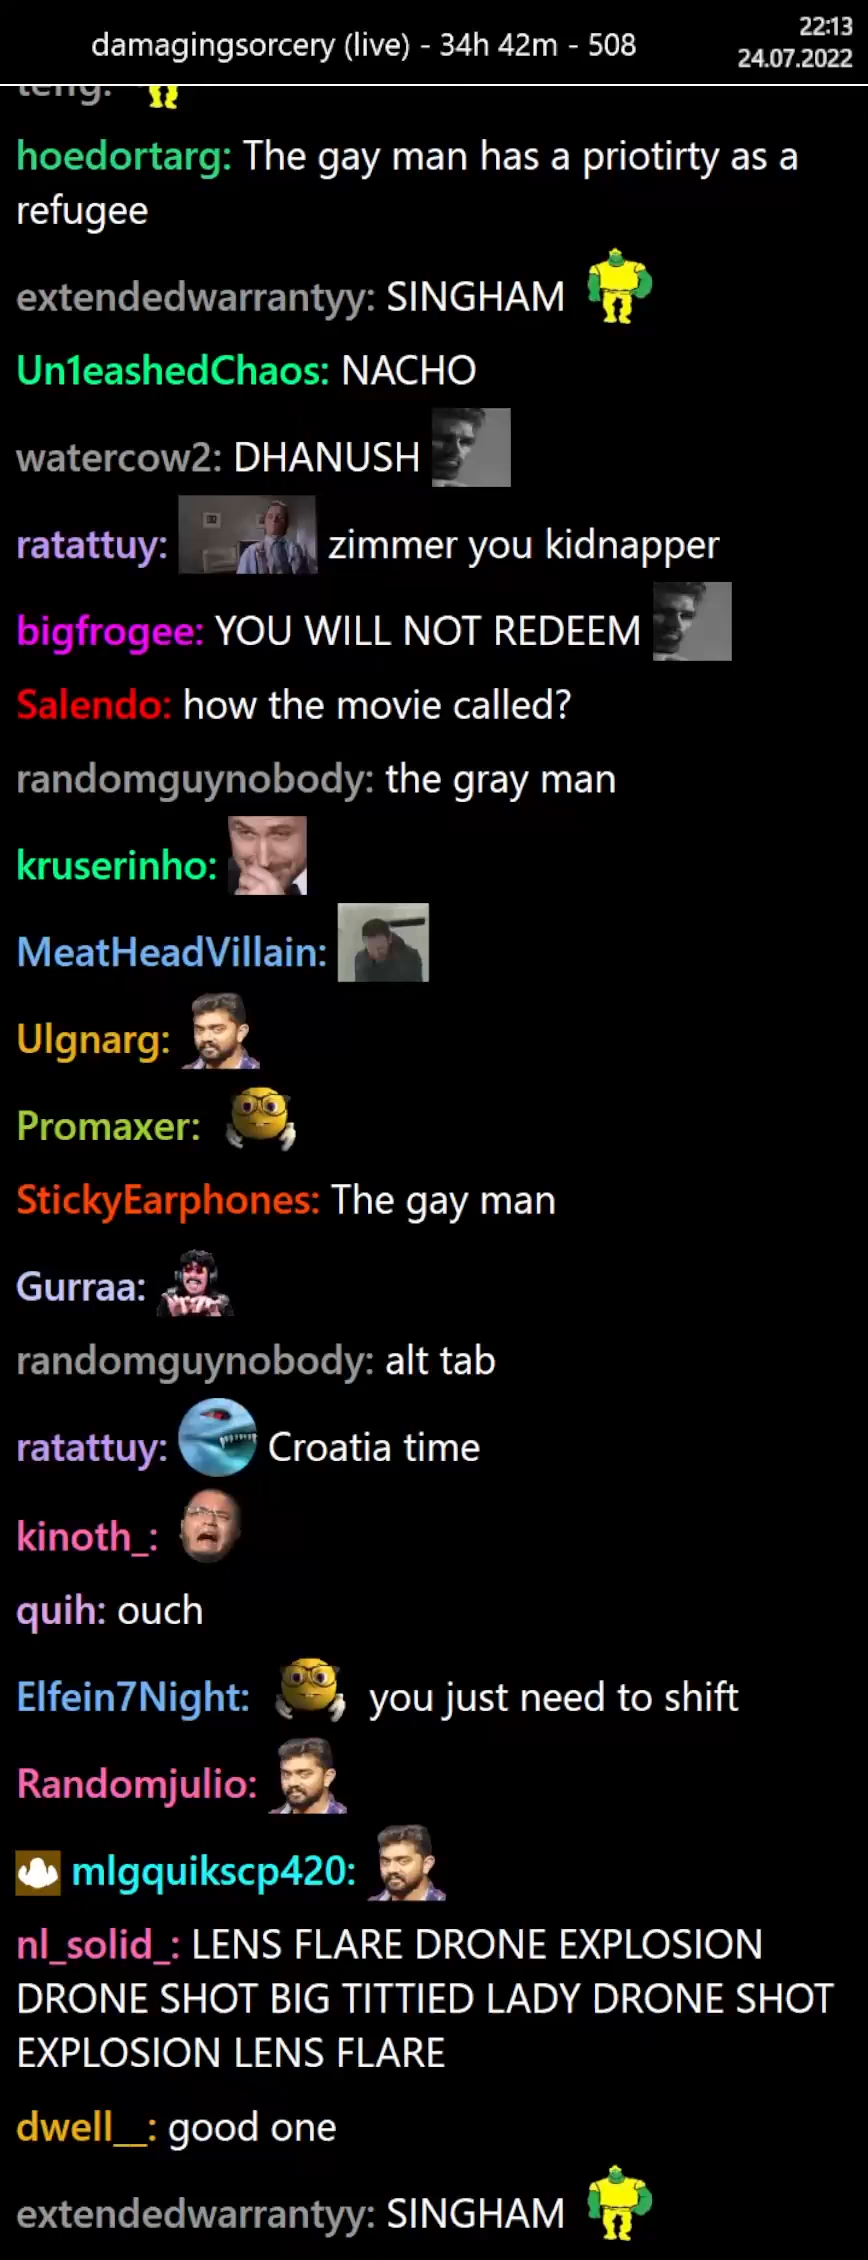 damagingsorcery (live) - 34h 42m - 508
22:13
24.07.2022
hoedortarg: The gay man has a priotirty as a
refugee
extendedwarrantyy: SINGHAM
Un1eashedChaos: NACHO
watercow2: DHANUSH
ratattuy: zimmer you kidnapper
bigfrogee: YOU WILL NOT REDEEM
Salendo: how the movie called?
randomguynobody: the gray man
kruserinho:
MeatHeadVillain:
Ulgnarg:
Promaxer:
StickyEarphones: The gay man
Gurraa:
randomguynobody: alt tab
ratattuy: Croatia time
kinoth_:
quih: ouch
Elfein7Night: you just need to shift
Randomjulio:
mlgquikscp420:
nl_solid_: LENS FLARE DRONE EXPLOSION
DRONE SHOT BIG TITTIED LADY DRONE SHOT
EXPLOSION LENS FLARE
dwell__: good one
extendedwarrantyy: SINGHAM